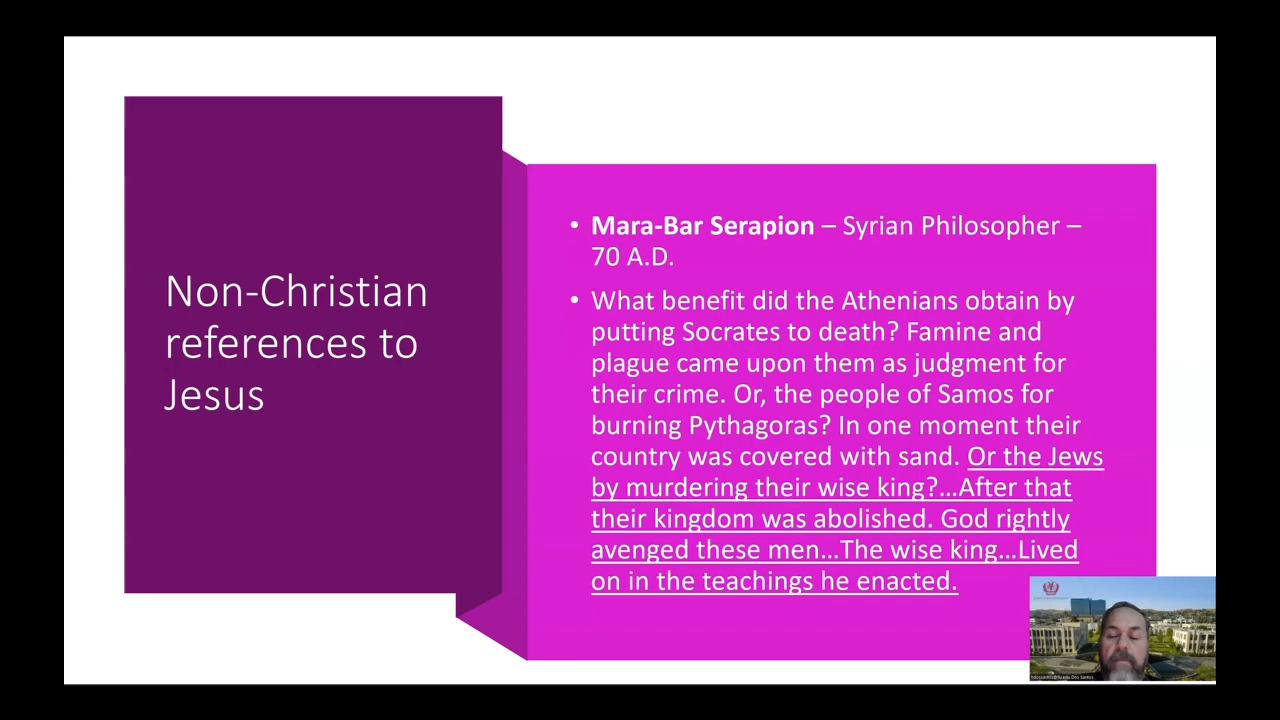 Non-Christian
references to
Jesus
• Mara-Bar Serapion – Syrian Philosopher –
70 A.D.
• What benefit did the Athenians obtain by
putting Socrates to death? Famine and
plague came upon them as judgment for
their crime. Or, the people of Samos for
burning Pythagoras? In one moment their
country was covered with sand. Or the Jews
by murdering their wise king?...After that
their kingdom was abolished. God rightly
avenged these men...The wise king...Lived
on in the teachings he enacted.
Dos Santos